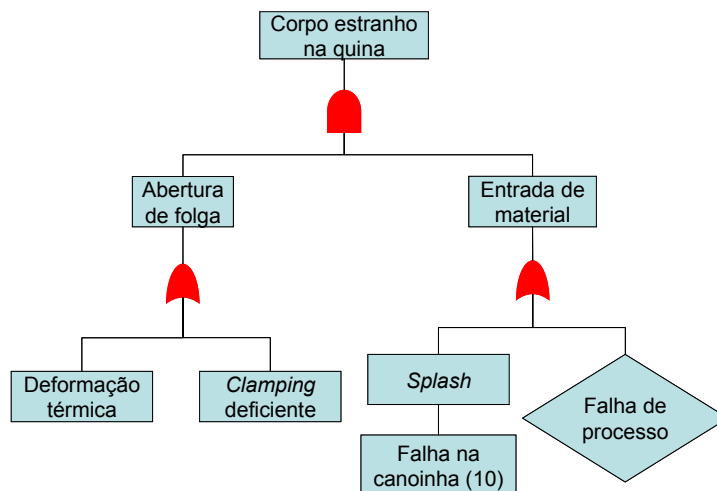 Corpo estranho
na quina
Abertura
de folga
Entrada de
material
Deformação
térmica
Clamping
deficiente
Splash
Falha de
processo
Falha na
canoinha (10)